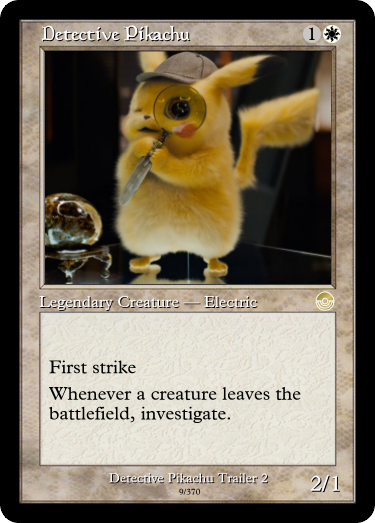 Detective Pikachu 1
Legendary Creature — Electric
First strike
Whenever a creature leaves the
battlefield, investigate.
Detective Pikachu Trailer 2
9/370
2/1